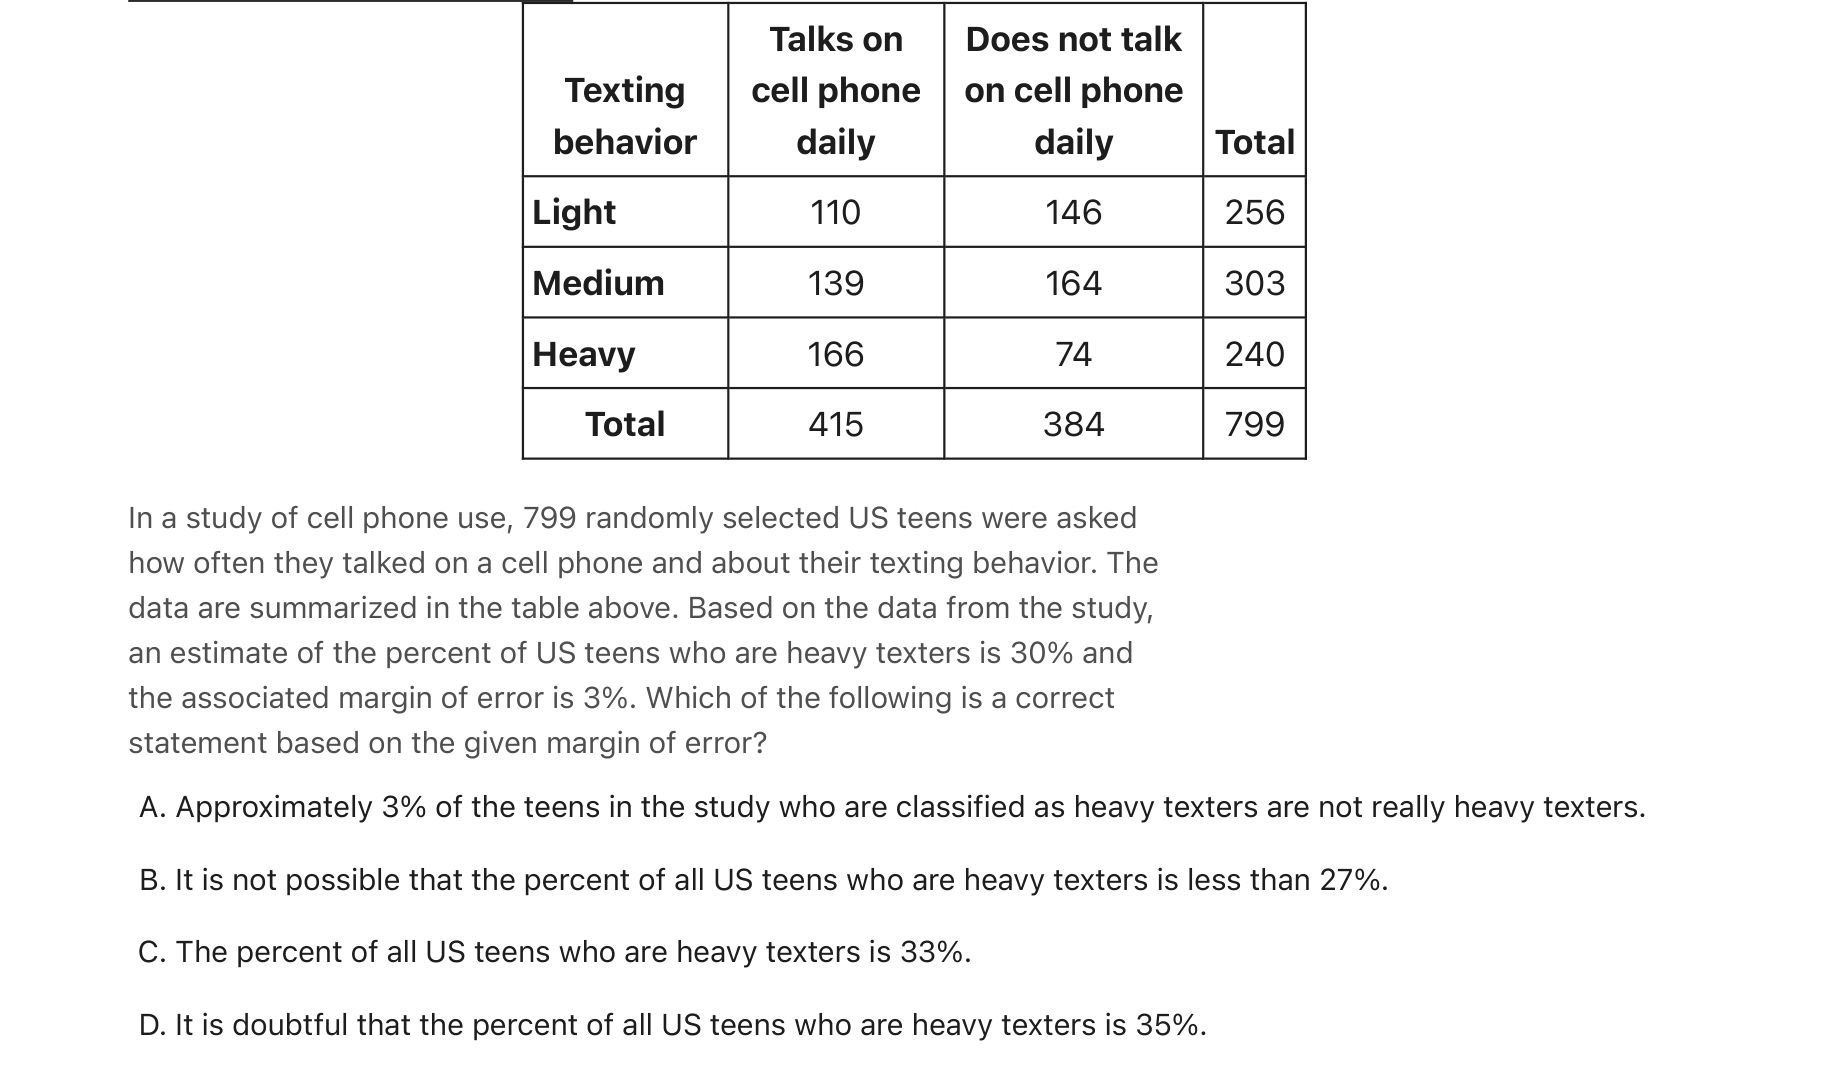 Texting behavior | Talks on cell phone daily | Does not talk on cell phone daily | Total
Light | 110 | 146 | 256
Medium | 139 | 164 | 303
Heavy | 166 | 74 | 240
Total | 415 | 384 | 799
In a study of cell phone use, 799 randomly selected US teens were asked
how often they talked on a cell phone and about their texting behavior. The
data are summarized in the table above. Based on the data from the study,
an estimate of the percent of US teens who are heavy texters is 30% and
the associated margin of error is 3%. Which of the following is a correct
statement based on the given margin of error?
A. Approximately 3% of the teens in the study who are classified as heavy texters are not really heavy texters.
B. It is not possible that the percent of all US teens who are heavy texters is less than 27%.
C. The percent of all US teens who are heavy texters is 33%.
D. It is doubtful that the percent of all US teens who are heavy texters is 35%.